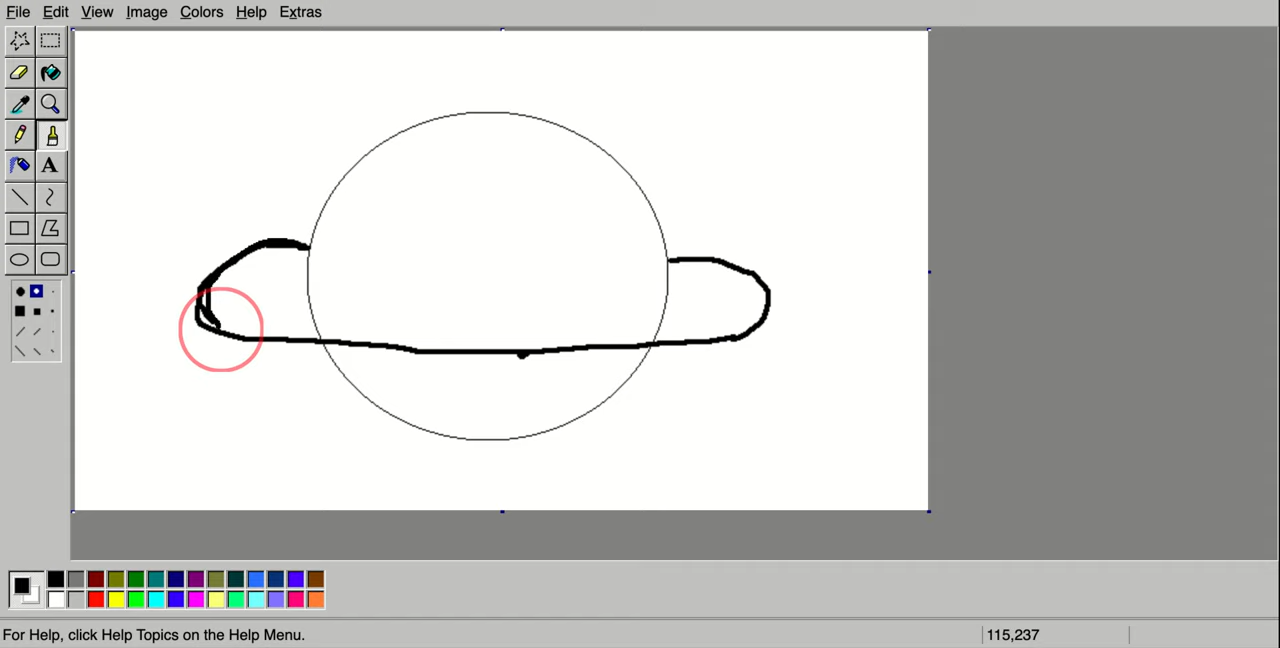 File Edit View Image Colors Help Extras
A
For Help, click Help Topics on the Help Menu. 115,237